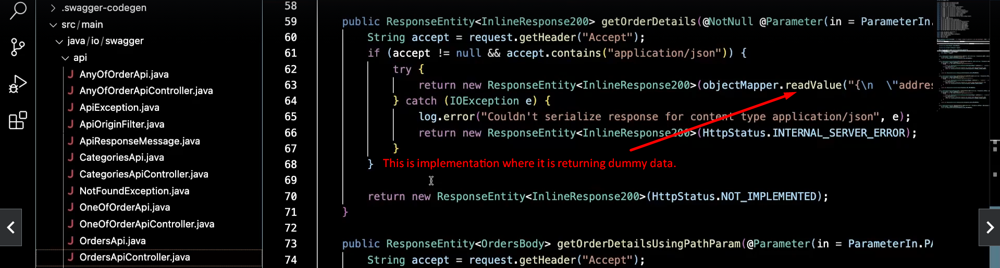 .swagger-codegen
src/main
java/io/swagger
api
AnyOfOrderApi.java
AnyOfOrderApiController.java
ApiException.java
ApiOriginFilter.java
ApiResponseMessage.java
CategoriesApi.java
CategoriesApiController.java
NotFoundException.java
OneOfOrderApi.java
OneOfOrderApiController.java
OrdersApi.java
OrdersApiController.java
58
59 public ResponseEntity<InlineResponse200> getOrderDetails(@NotNull @Parameter(in = ParameterIn.
60 String accept = request.getHeader("Accept");
61 if (accept != null && accept.contains("application/json")) {
62 try {
63 return new ResponseEntity<InlineResponse200>(objectMapper.readValue("{\n  \"addres
64 } catch (IOException e) {
65 log.error("Couldn't serialize response for content type application/json", e);
66 return new ResponseEntity<InlineResponse200>(HttpStatus.INTERNAL_SERVER_ERROR);
67 }
68 } This is implementation where it is returning dummy data.
69
70 return new ResponseEntity<InlineResponse200>(HttpStatus.NOT_IMPLEMENTED);
71 }
72
73 public ResponseEntity<OrdersBody> getOrderDetailsUsingPathParam(@Parameter(in = ParameterIn.PA
74 String accept = request.getHeader("Accept");